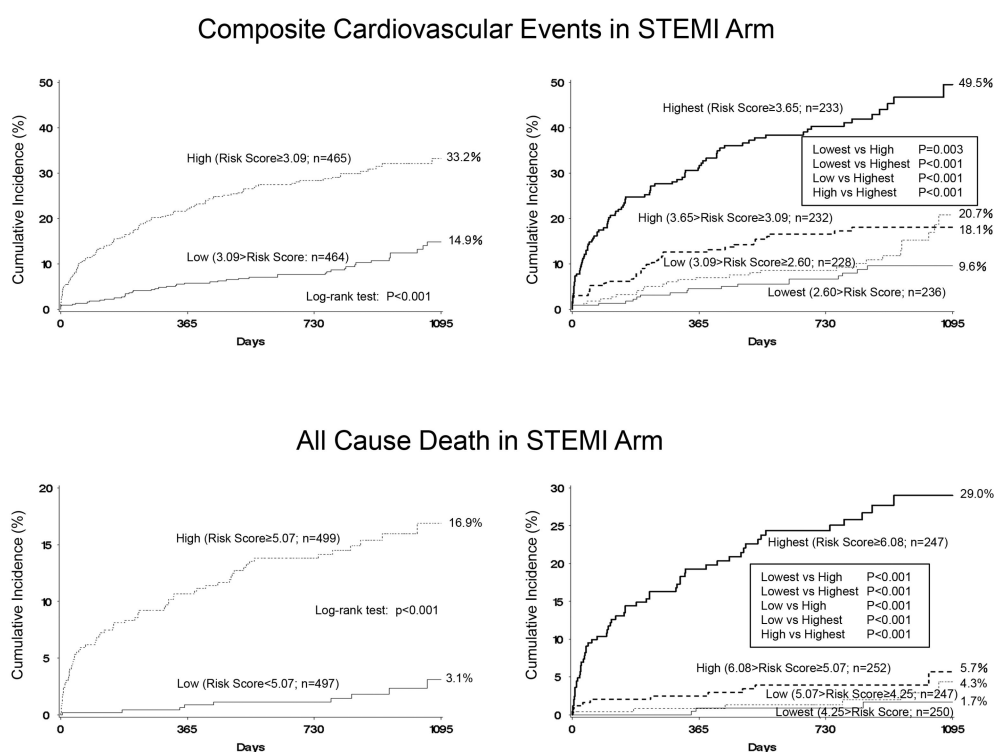 Composite Cardiovascular Events in STEMI Arm
Cumulative Incidence (%)
50
40
30
20
10
0
High (Risk Score≥3.09; n=465)
33.2%
14.9%
Low (3.09>Risk Score: n=464)
Log-rank test: P<0.001
0
365
730
1095
Days
Cumulative Incidence (%)
50
40
30
20
10
0
49.5%
Highest (Risk Score≥3.65; n=233)
Lowest vs High P=0.003
Lowest vs Highest P<0.001
Low vs Highest P<0.001
High vs Highest P<0.001
High (3.65>Risk Score≥3.09; n=232)
20.7%
18.1%
Low (3.09>Risk Score≥2.60; n=228)
9.6%
Lowest (2.60>Risk Score; n=236)
0
365
730
1095
Days
All Cause Death in STEMI Arm
Cumulative Incidence (%)
20
15
10
5
0
High (Risk Score≥5.07; n=499)
16.9%
Log-rank test: p<0.001
Low (Risk Score<5.07; n=497)
3.1%
0
365
730
1095
Days
Cumulative Incidence (%)
30
25
20
15
10
5
0
29.0%
Highest (Risk Score≥6.08; n=247)
Lowest vs High P<0.001
Lowest vs Highest P<0.001
Low vs High P<0.001
Low vs Highest P<0.001
High vs Highest P<0.001
High (6.08>Risk Score≥5.07; n=252)
5.7%
4.3%
Low (5.07>Risk Score≥4.25; n=247)
1.7%
Lowest (4.25>Risk Score; n=250)
0
365
730
1095
Days